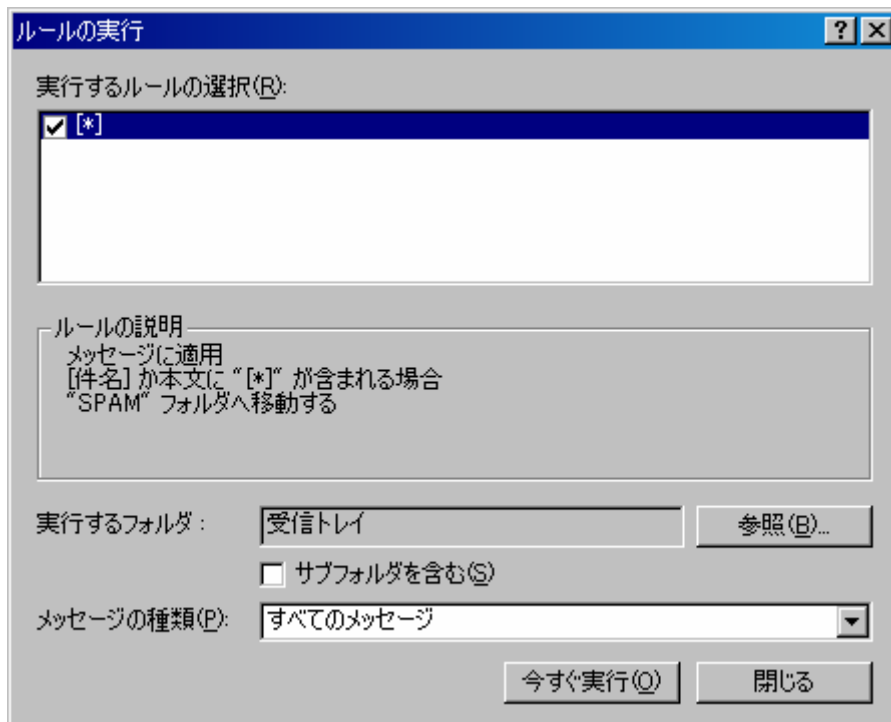 ルールの実行
実行するルールの選択(R):
[*]
ルールの説明
メッセージに適用
[件名] か本文に "[*]" が含まれる場合
"SPAM" フォルダへ移動する
実行するフォルダ :
受信トレイ
参照(B)...
サブフォルダを含む(S)
メッセージの種類(P):
すべてのメッセージ
今すぐ実行(O)
閉じる